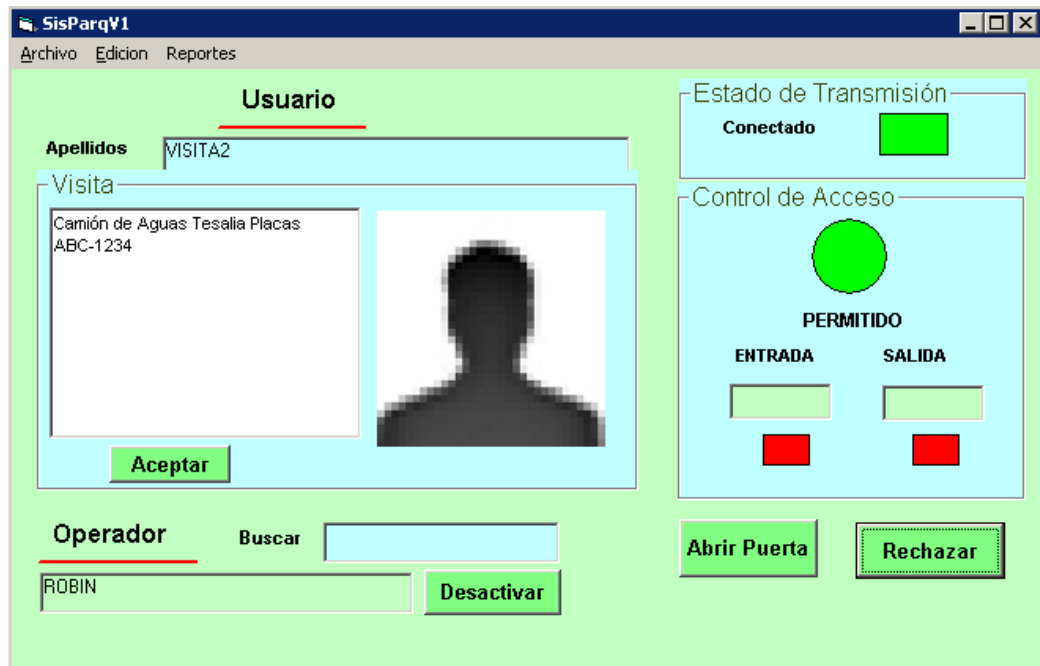 SisParqV1
Archivo Edicion Reportes
Usuario
Apellidos VISITA2
Visita
Camión de Aguas Tesalia Placas
ABC-1234
Aceptar
Operador
Buscar
ROBIN
Desactivar
Estado de Transmisión
Conectado
Control de Acceso
PERMITIDO
ENTRADA SALIDA
Abrir Puerta
Rechazar